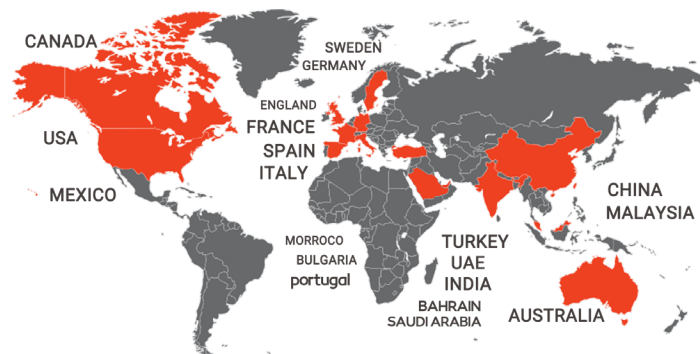 CANADA
SWEDEN
GERMANY
ENGLAND
USA
FRANCE
SPAIN
ITALY
MEXICO
CHINA
MALAYSIA
MORROCO
BULGARIA
portugal
TURKEY
UAE
INDIA
BAHRAIN
SAUDI ARABIA
AUSTRALIA